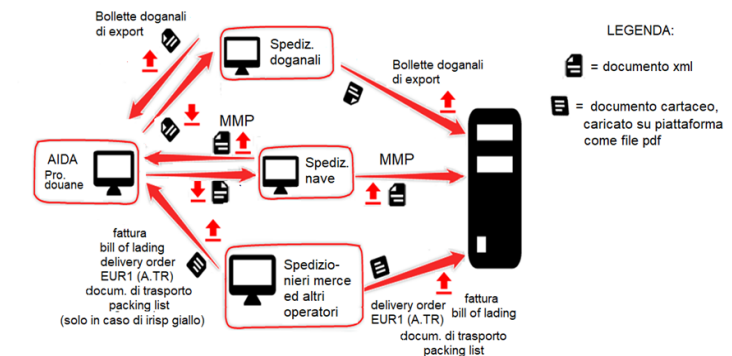 Bollette doganali
di export
Spediz.
doganali
Bollette doganali
di export
LEGENDA:
= documento xml
= documento cartaceo,
caricato su piattaforma
come file pdf
MMP
AIDA
Pro.
douane
Spediz.
nave
MMP
fattura
bill of lading
delivery order
EUR1 (A.TR)
docum. di trasporto
packing list
(solo in caso di irisp giallo)
Spedizio-
nieri merce
ed altri
operatori
delivery order
EUR1 (A.TR)
fattura
bill of lading
docum. di trasporto
packing list